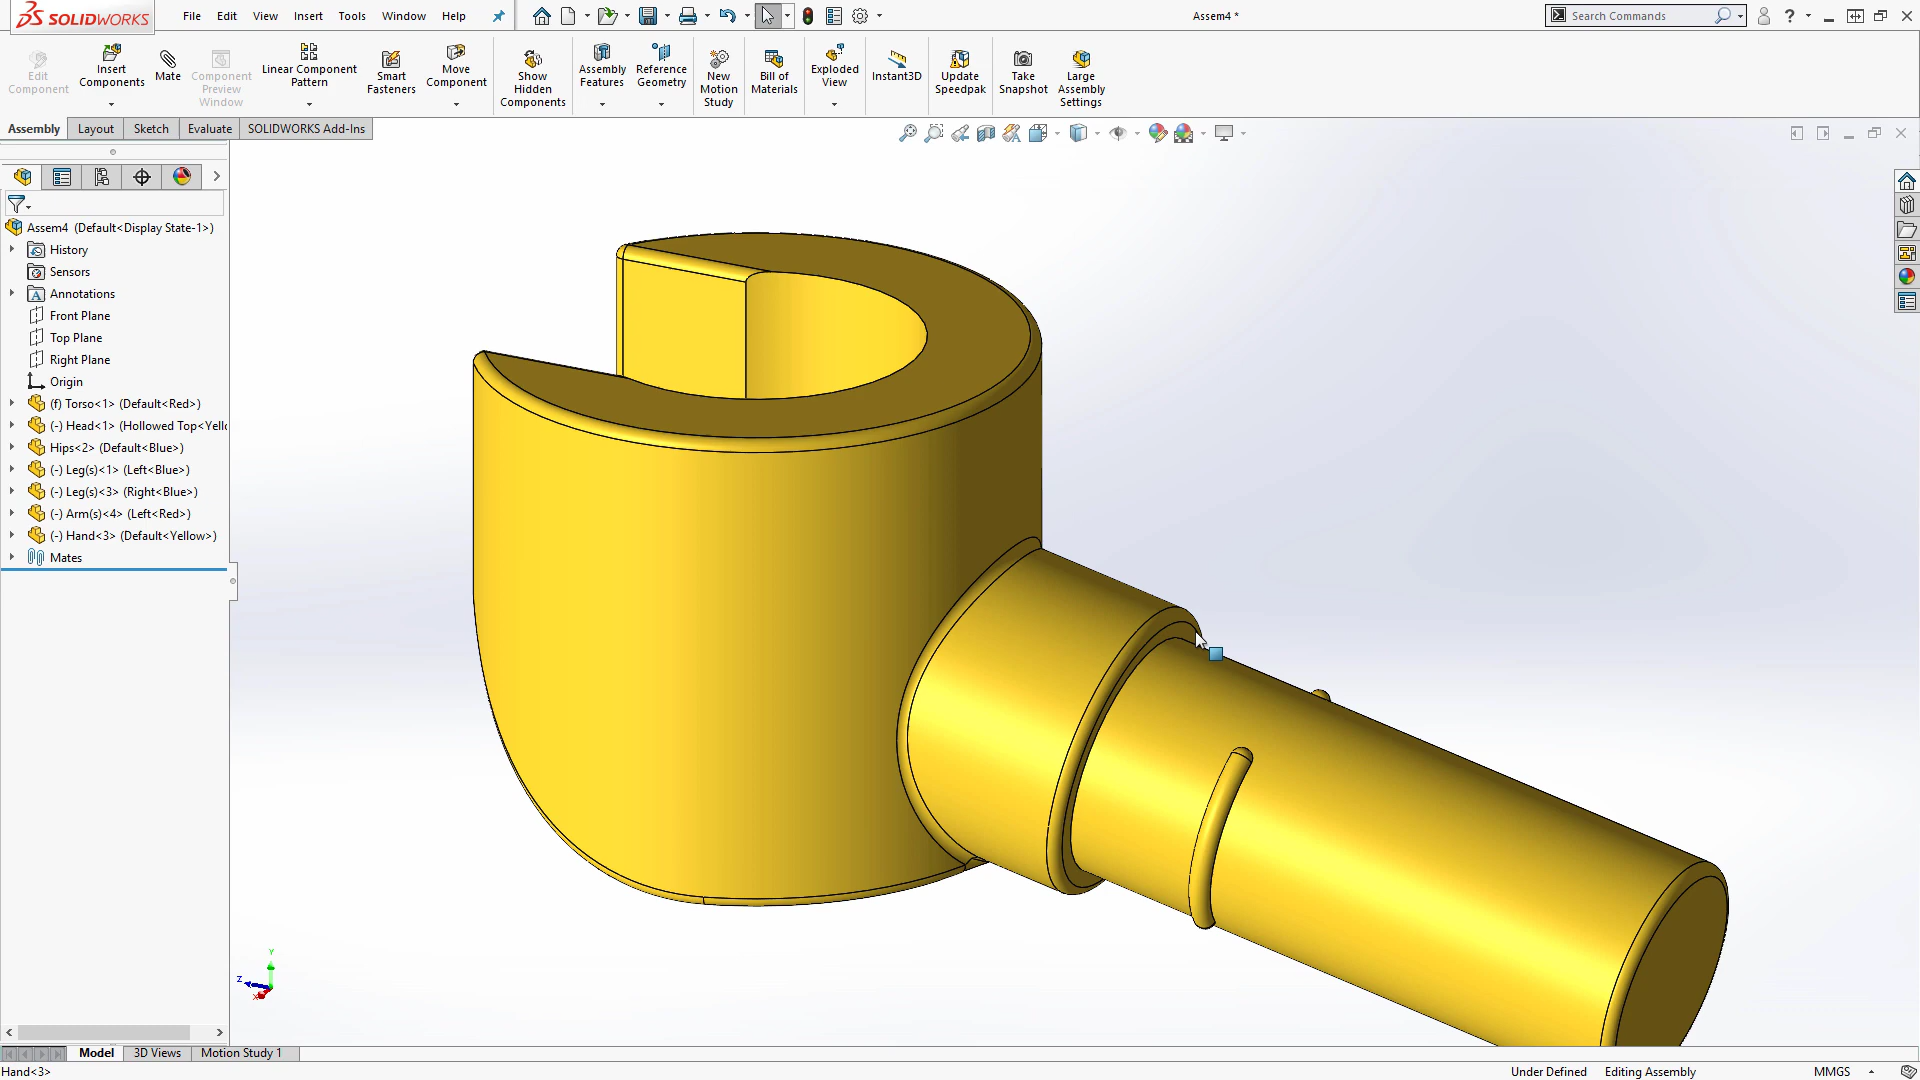 SOLIDWORKS
File Edit View Insert Tools Window Help
Assem4 *
Search Commands
Edit Component
Insert Components
Mate
Component Preview Window
Linear Component Pattern
Smart Fasteners
Move Component
Show Hidden Components
Assembly Features
Reference Geometry
New Motion Study
Bill of Materials
Exploded View
Instant3D
Update Speedpak
Take Snapshot
Large Assembly Settings
Assembly Layout Sketch Evaluate SOLIDWORKS Add-Ins
Assem4 (Default<Display State-1>)
History
Sensors
Annotations
Front Plane
Top Plane
Right Plane
Origin
(f) Torso<1> (Default<Red>)
(-) Head<1> (Hollowed Top<Yell
Hips<2> (Default<Blue>)
(-) Leg(s)<1> (Left<Blue>)
(-) Leg(s)<3> (Right<Blue>)
(-) Arm(s)<4> (Left<Red>)
(-) Hand<3> (Default<Yellow>)
Mates
Y
Z
X
Model 3D Views Motion Study 1
Hand<3> Under Defined Editing Assembly MMGS